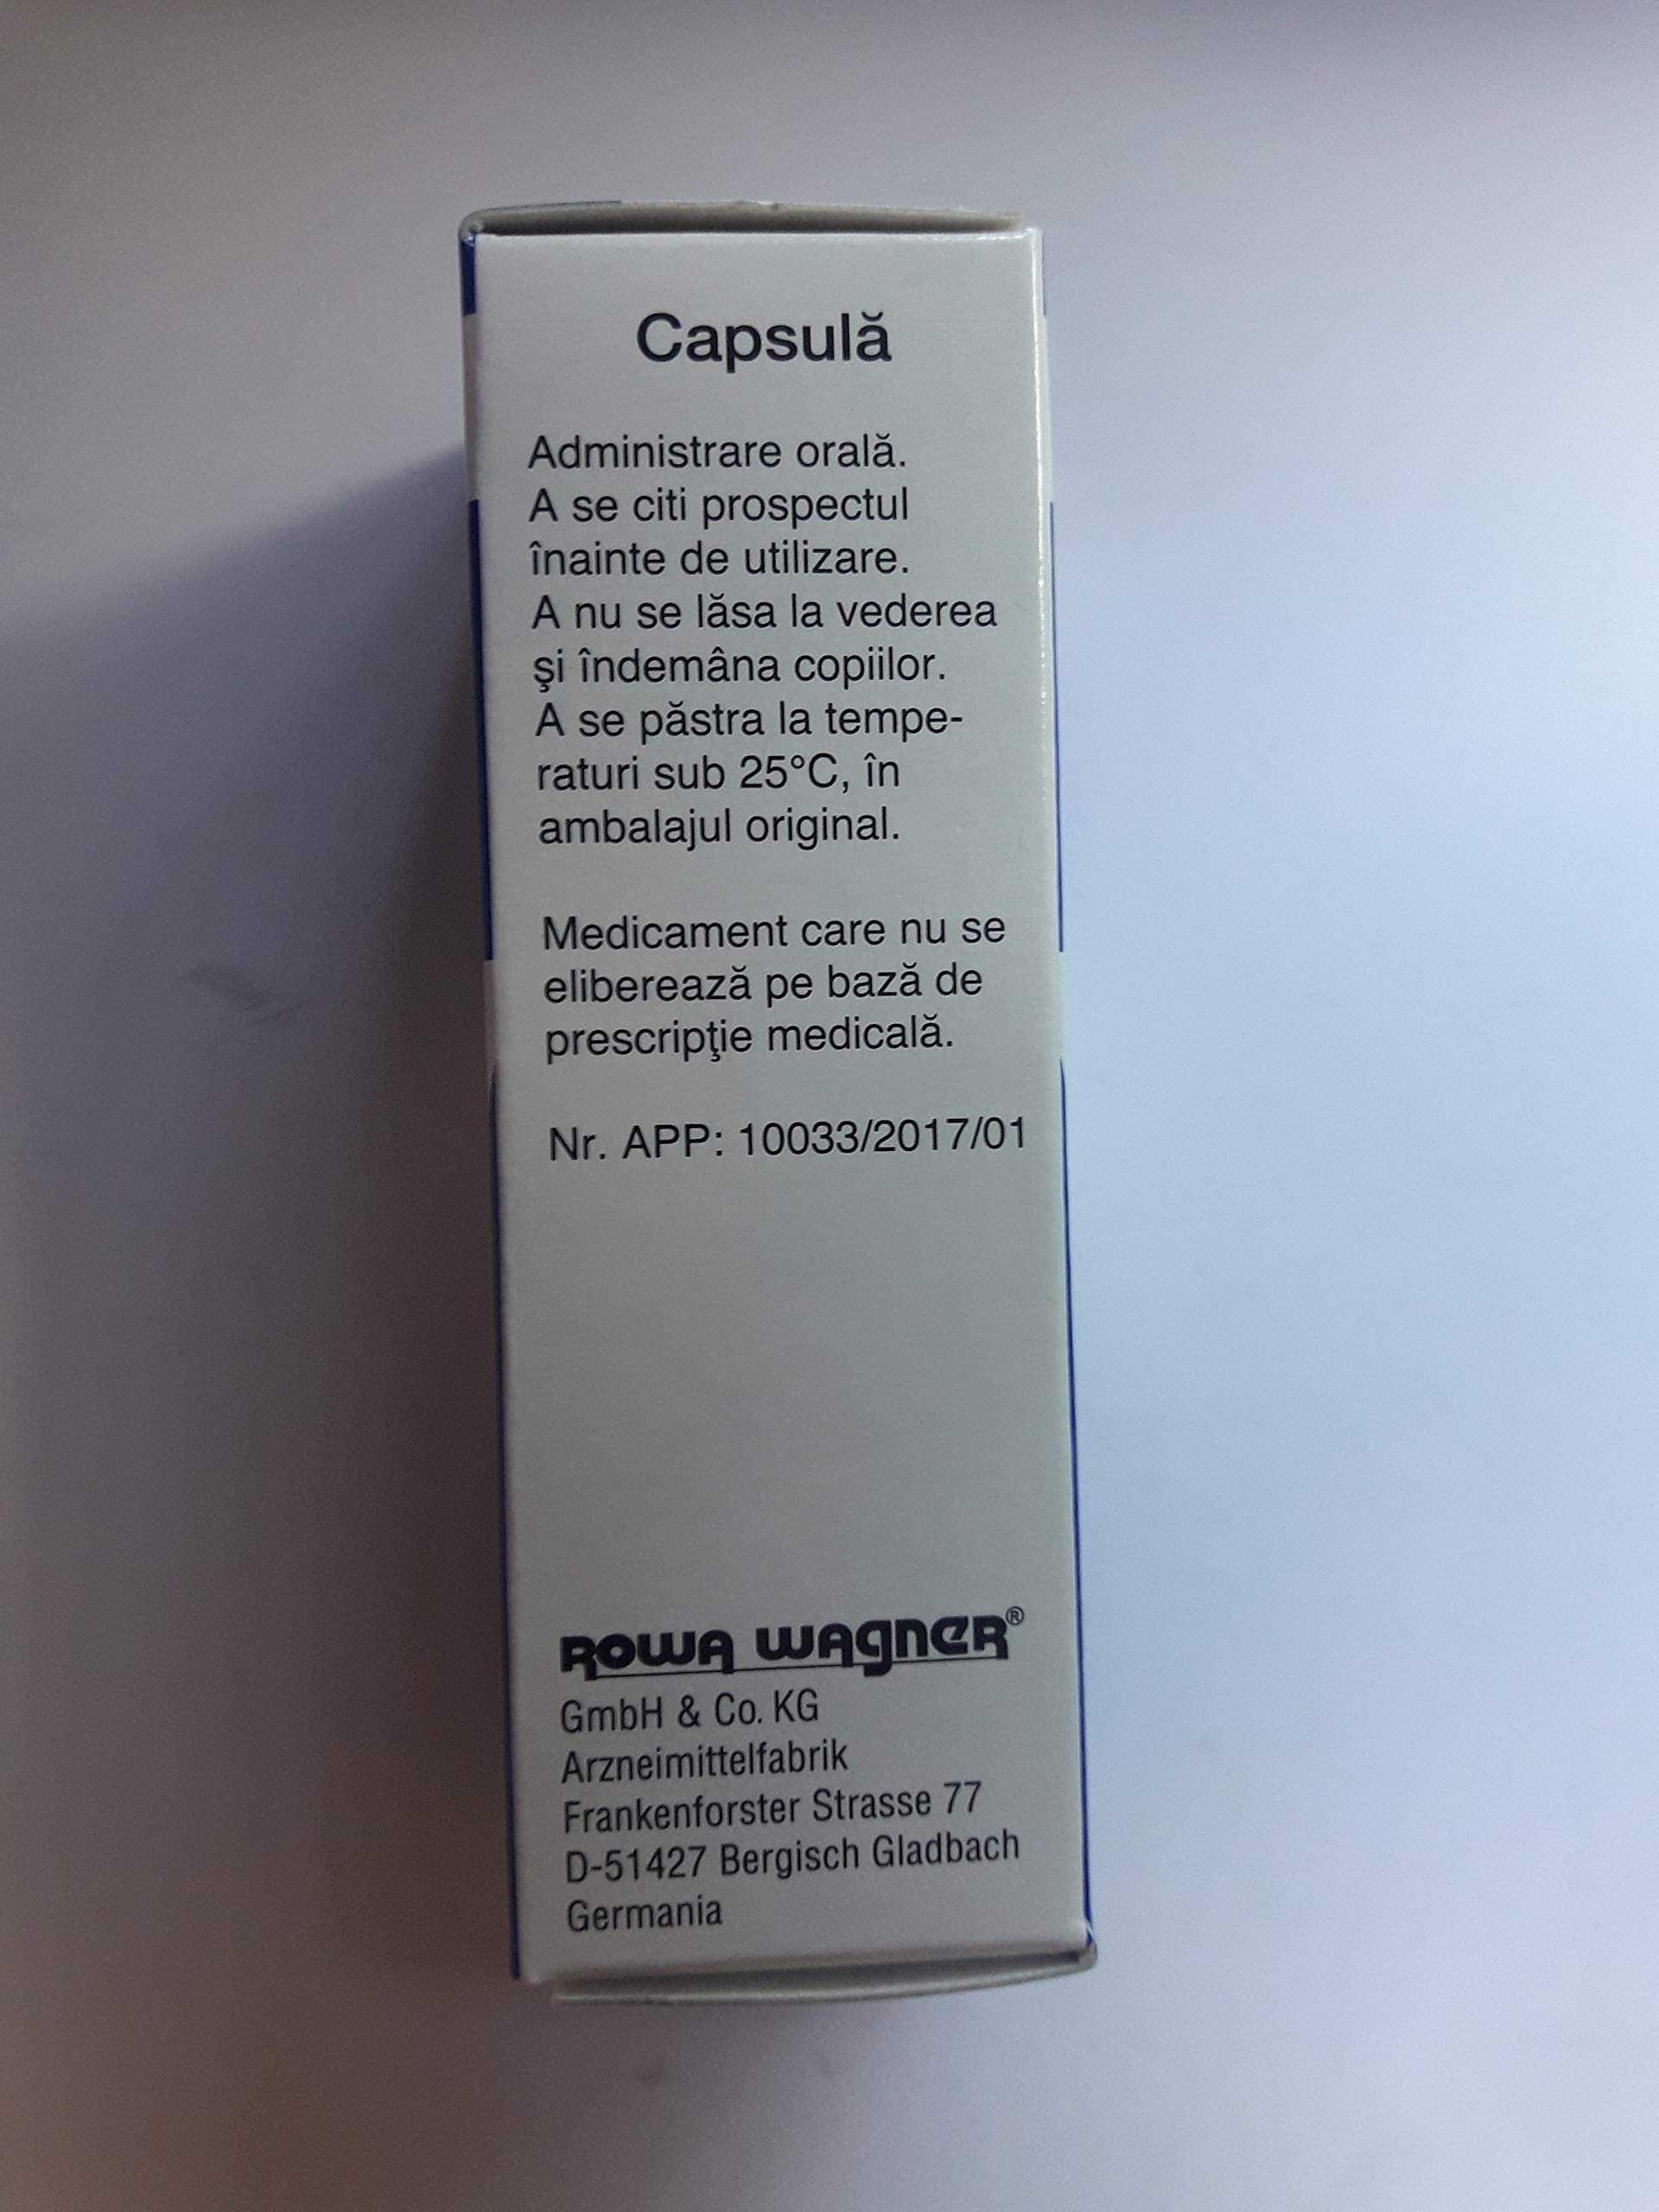 Capsulă
Administrare orală.
A se citi prospectul
înainte de utilizare.
A nu se lăsa la vederea
şi îndemâna copiilor.
A se păstra la tempe-
raturi sub 25°C, în
ambalajul original.
Medicament care nu se
eliberează pe bază de
prescripţie medicală.
Nr. APP: 10033/2017/01
ROWA WAGNER®
GmbH & Co. KG
Arzneimittelfabrik
Frankenforster Strasse 77
D-51427 Bergisch Gladbach
Germania